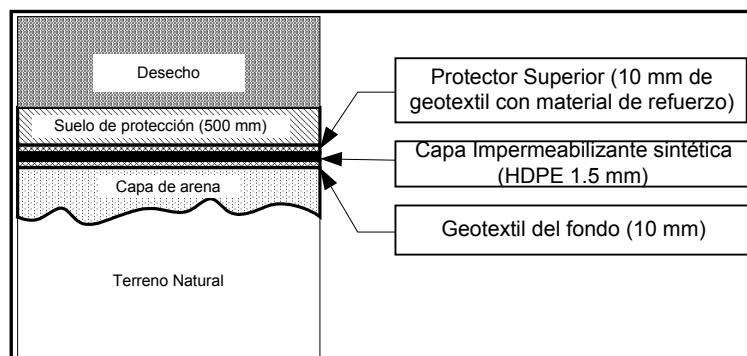 Desecho
Suelo de protección (500 mm)
Capa de arena
Terreno Natural
Protector Superior (10 mm de
geotextil con material de refuerzo)
Capa Impermeabilizante sintética
(HDPE 1.5 mm)
Geotextil del fondo (10 mm)